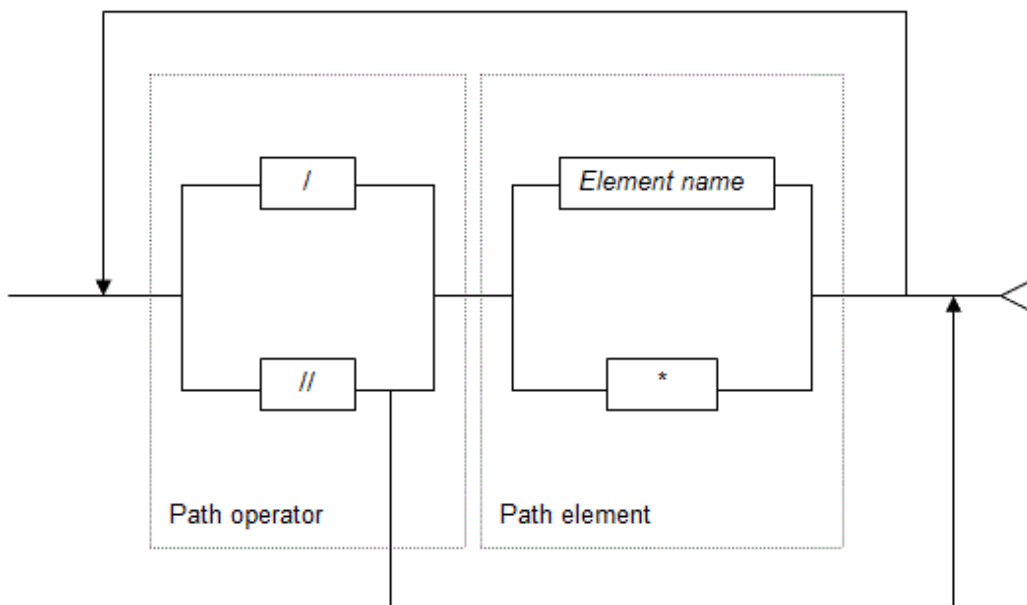 /
Element name
//
*
Path operator
Path element